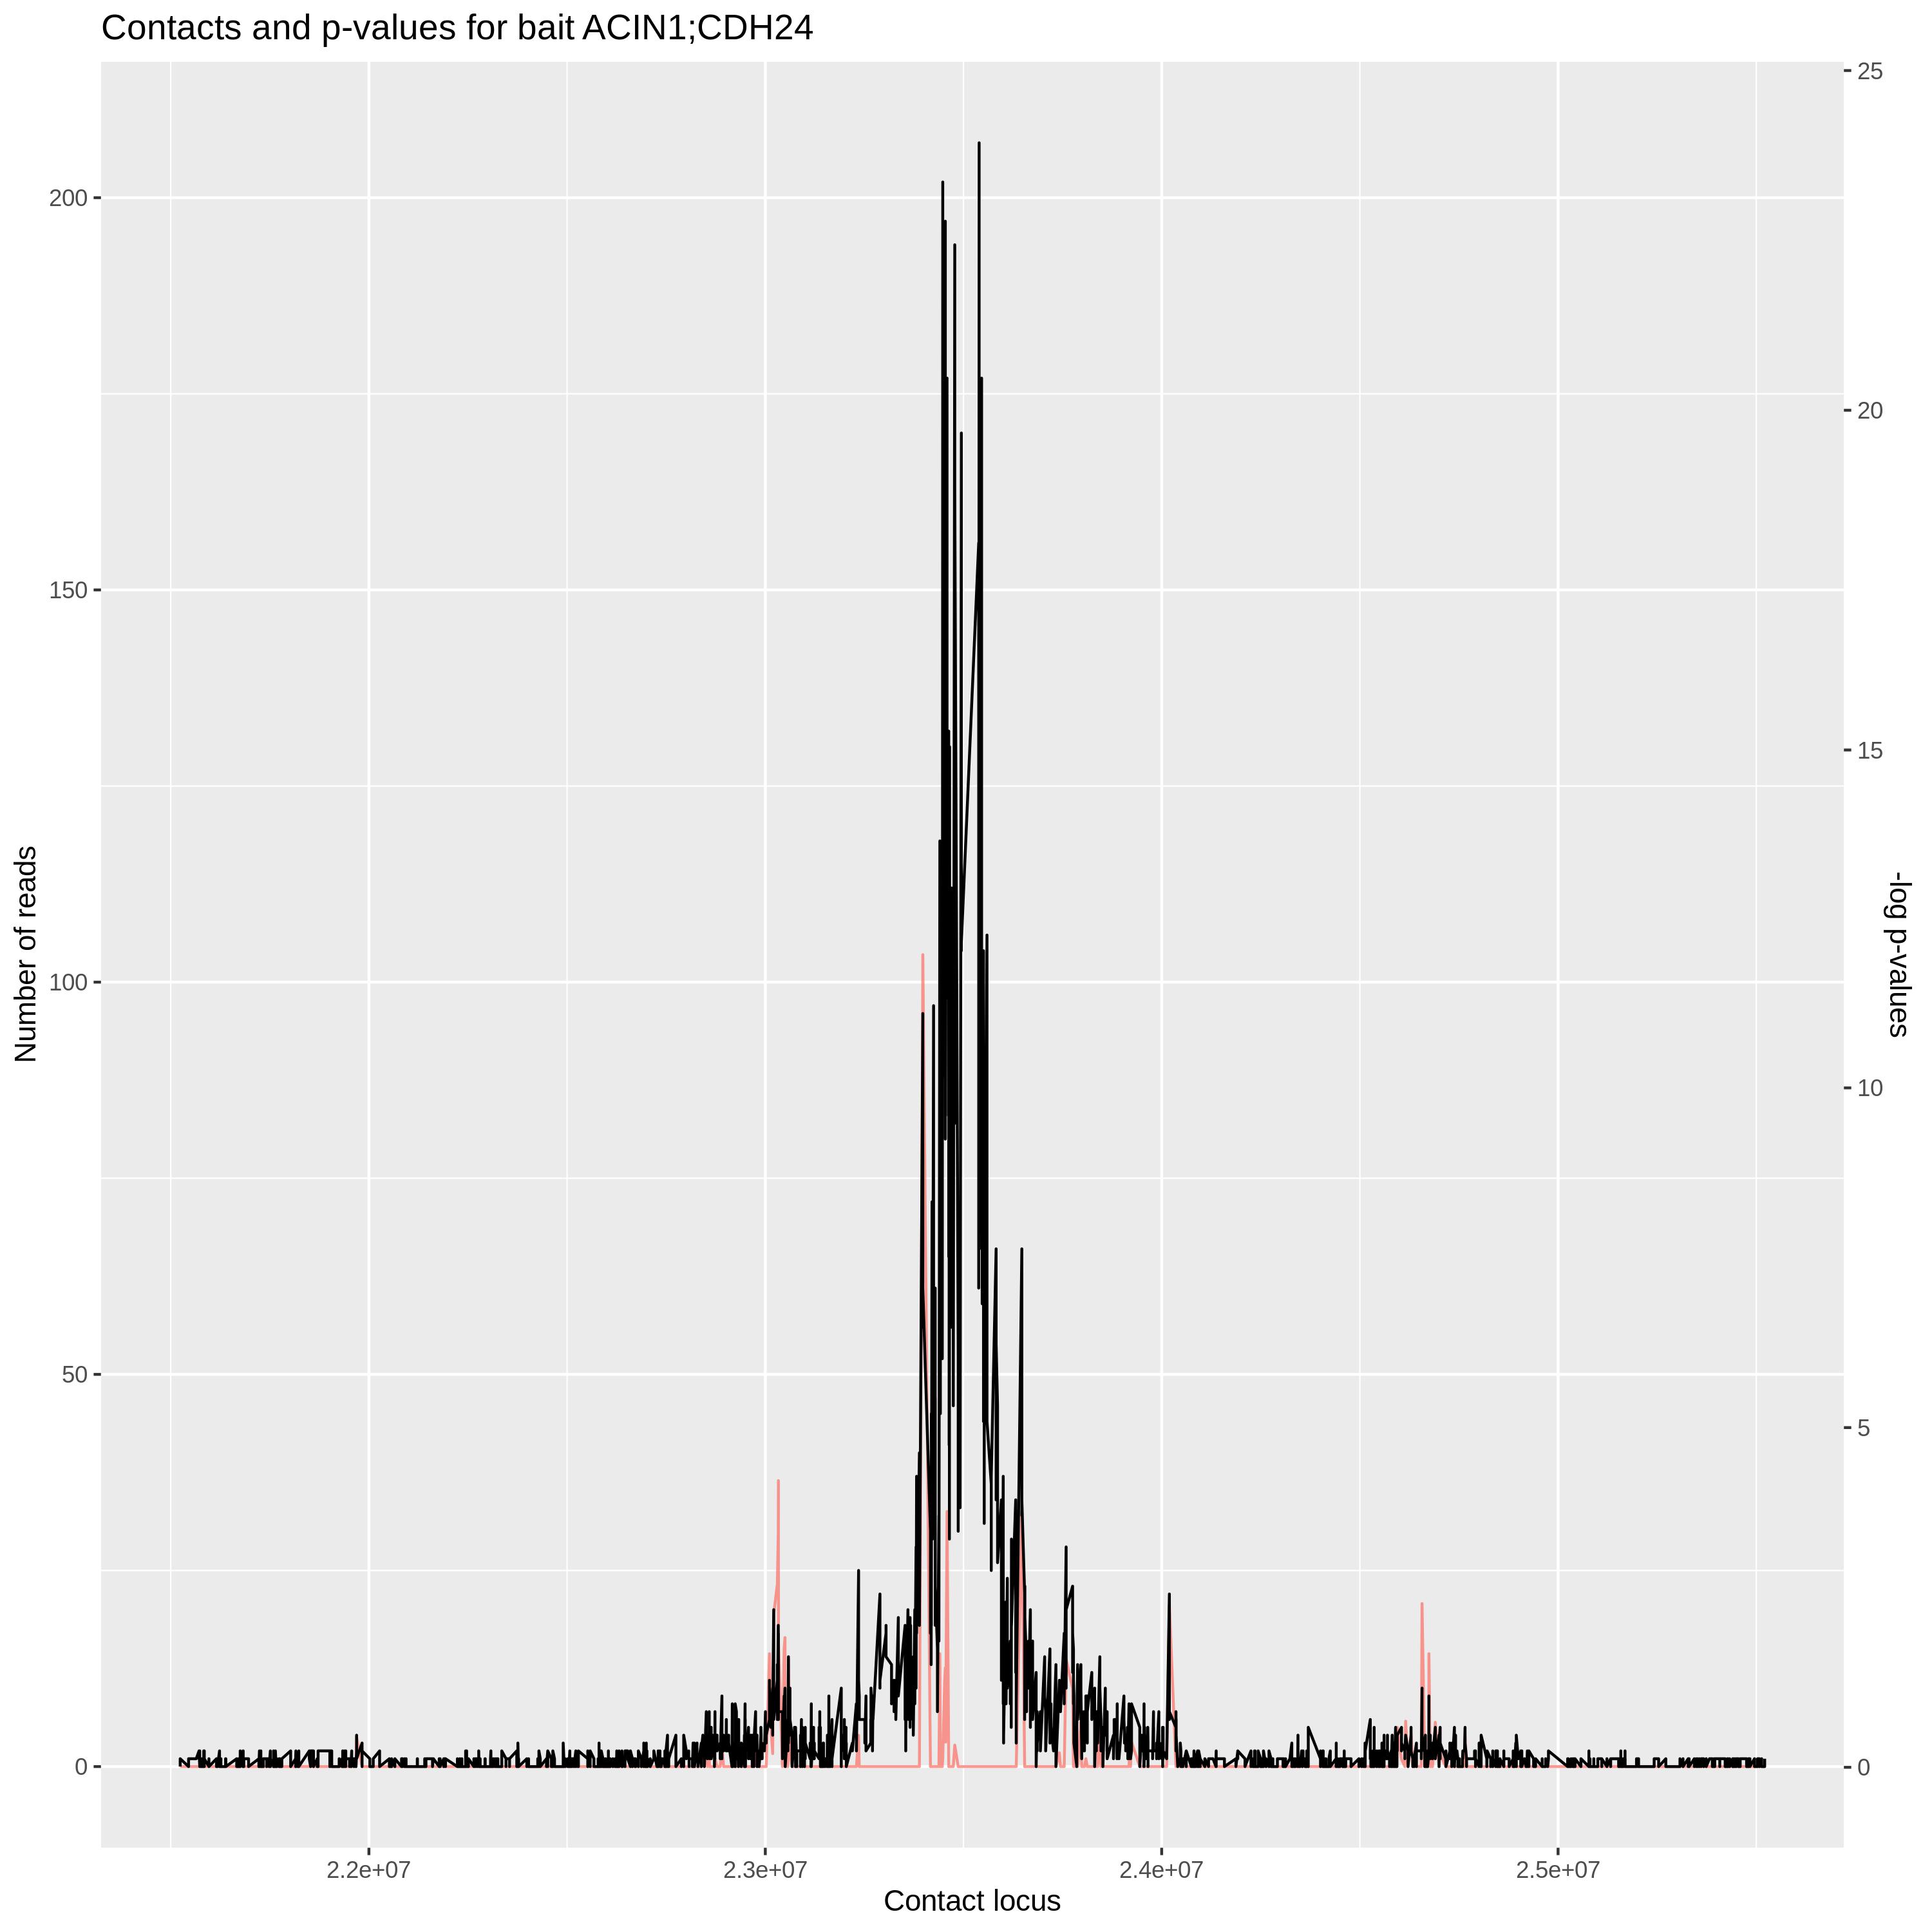 Contacts and p-values for bait ACIN1;CDH24
25
200
20
150
15
Number of reads
-log p-values
100
10
50
5
0
0
2.2e+07
2.3e+07
2.4e+07
2.5e+07
Contact locus